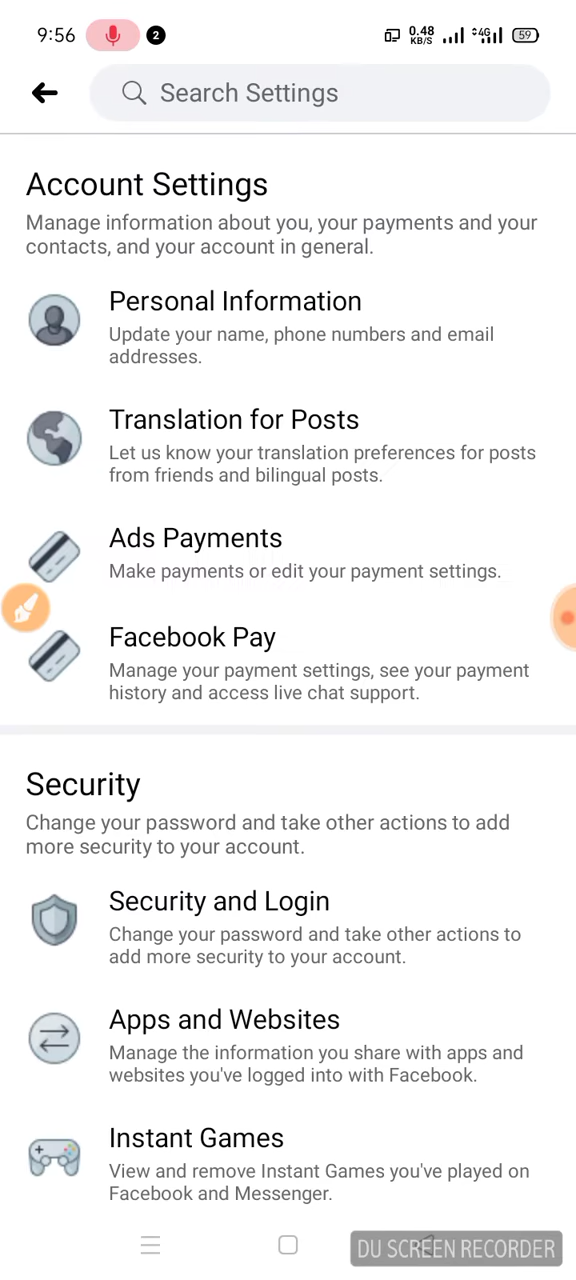 9:56
2
0.48
KB/S
4G
59
Search Settings
Account Settings
Manage information about you, your payments and your
contacts, and your account in general.
Personal Information
Update your name, phone numbers and email
addresses.
Translation for Posts
Let us know your translation preferences for posts
from friends and bilingual posts.
Ads Payments
Make payments or edit your payment settings.
Facebook Pay
Manage your payment settings, see your payment
history and access live chat support.
Security
Change your password and take other actions to add
more security to your account.
Security and Login
Change your password and take other actions to
add more security to your account.
Apps and Websites
Manage the information you share with apps and
websites you've logged into with Facebook.
Instant Games
View and remove Instant Games you've played on
Facebook and Messenger.
DU SCREEN RECORDER